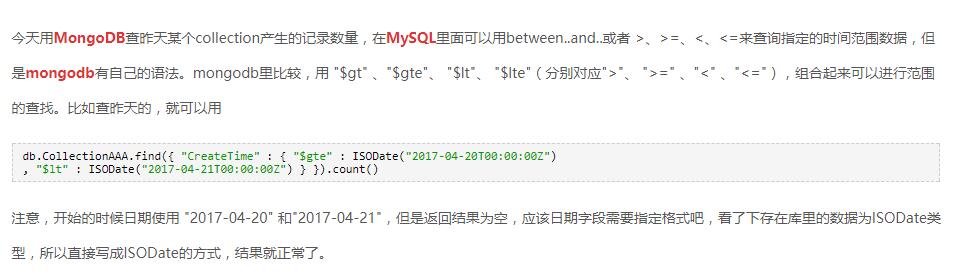 今天用MongoDB查昨天某个collection产生的记录数量，在MySQL里面可以用between..and..或者 >、>=、<、<=来查询指定的时间范围数据，但
是mongodb有自己的语法。mongodb里比较，用 "$gt" 、"$gte"、 "$lt"、 "$lte"（分别对应">"、 ">=" 、"<" 、"<="），组合起来可以进行范围
的查找。比如查昨天的，就可以用
db.CollectionAAA.find({ "CreateTime" : { "$gte" : ISODate("2017-04-20T00:00:00Z")
, "$lt" : ISODate("2017-04-21T00:00:00Z") } }).count()
注意，开始的时候日期使用 "2017-04-20" 和"2017-04-21"，但是返回结果为空，应该日期字段需要指定格式吧，看了下存在库里的数据为ISODate类
型，所以直接写成ISODate的方式，结果就正常了。